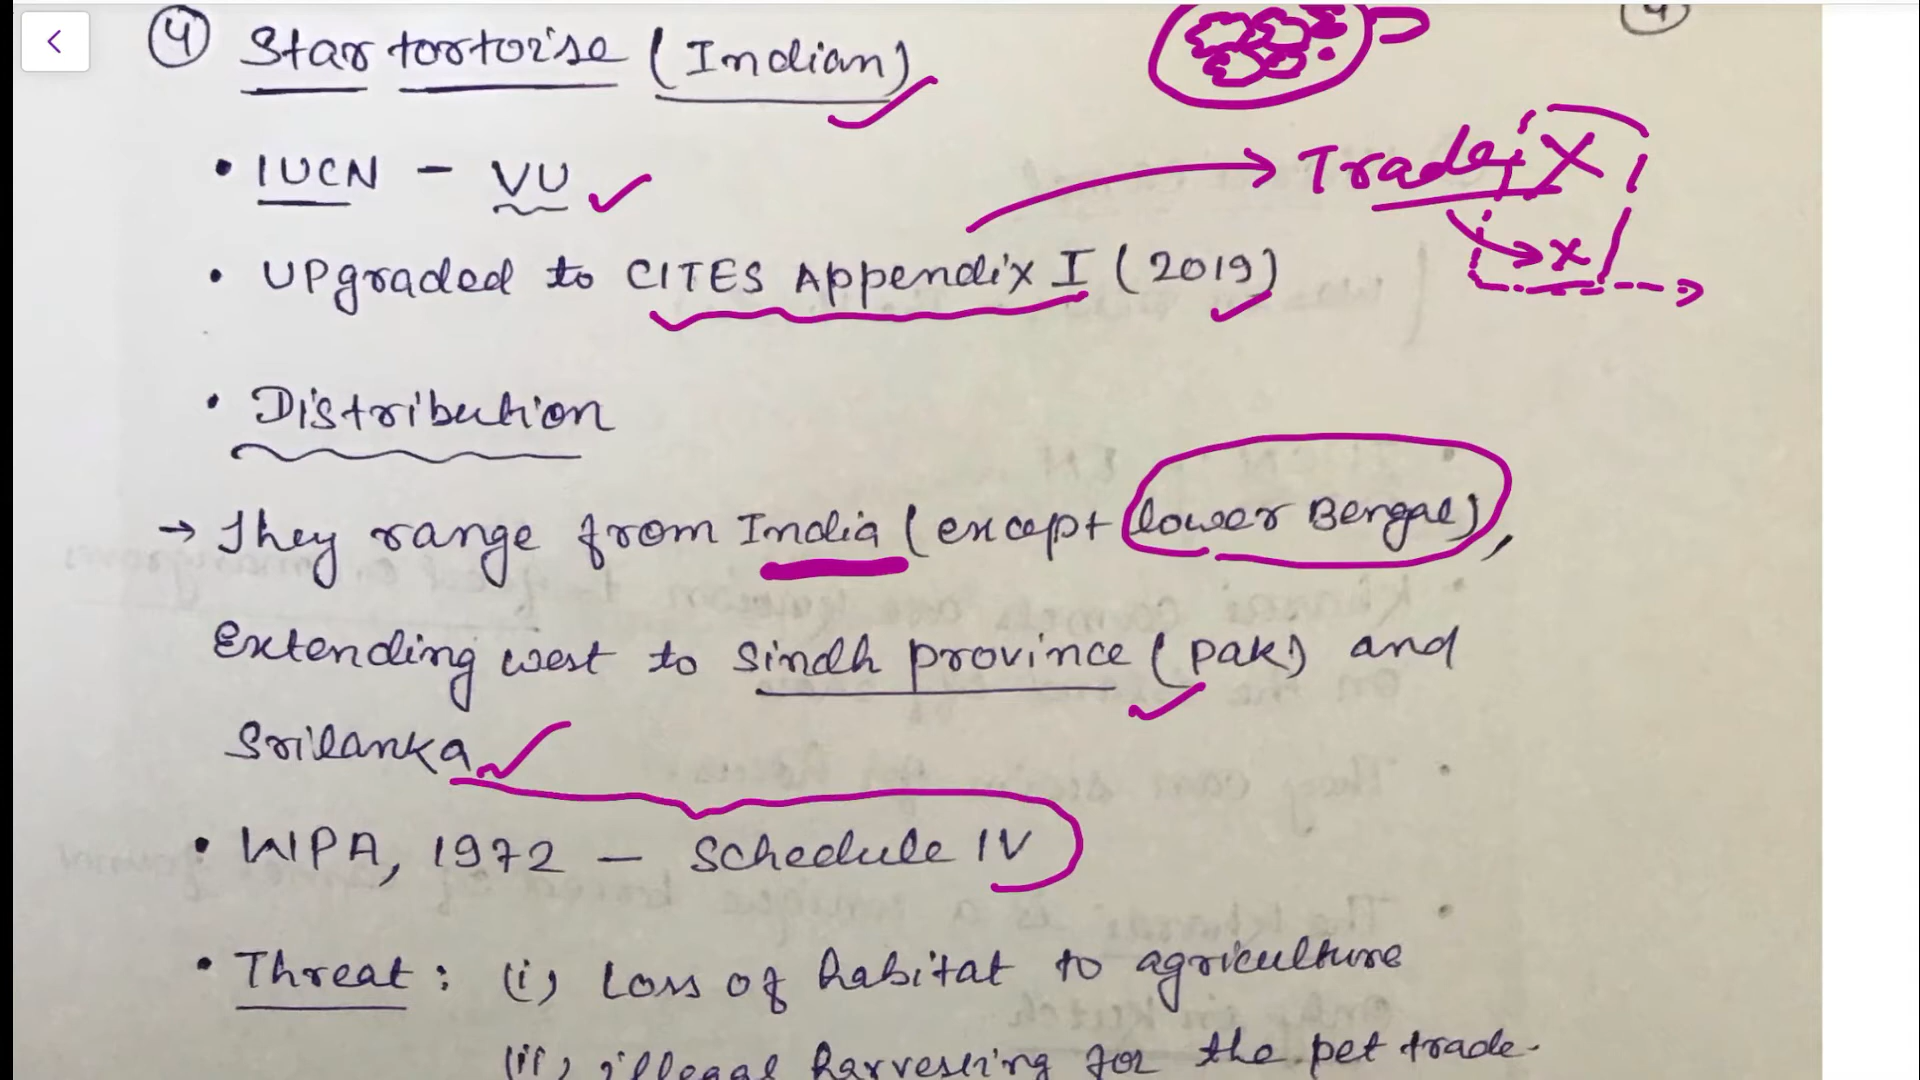 4 Star tortoise (Indian)
4
• IUCN - VU
Trade X
x
• Upgraded to CITES Appendix I (2019)
• Distribution
→ They range from India (except lower Bengal),
Extending west to Sindh province (Pak) and
Srilanka
• WPA, 1972 - Schedule IV
• Threat : (i) Loss of habitat to agriculture
(ii) illegal harvesting for the pet trade.